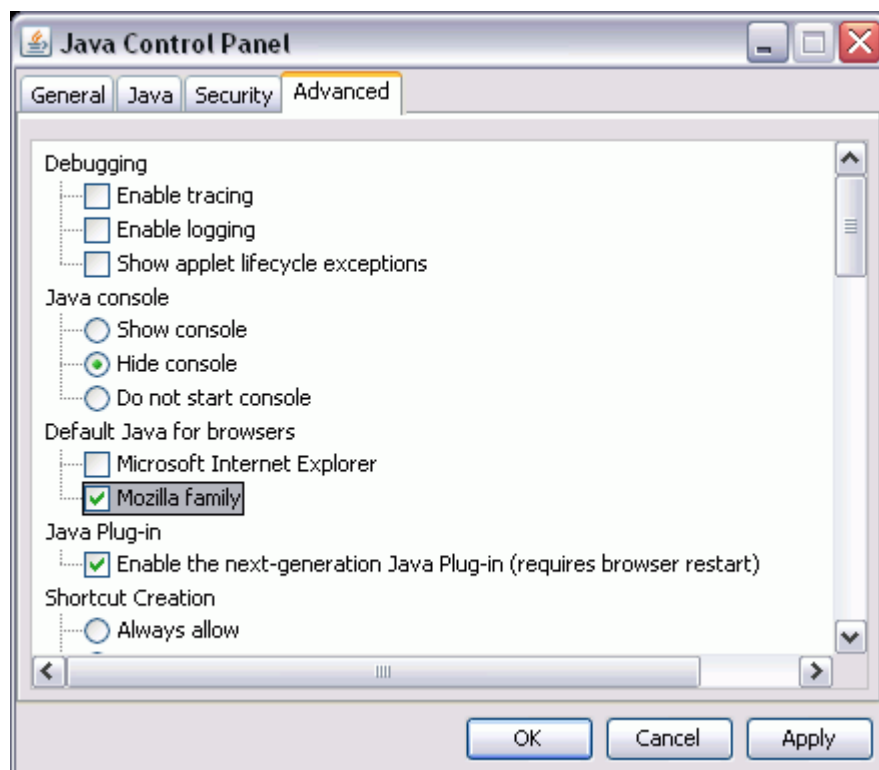 Java Control Panel
General Java Security Advanced
Debugging
Enable tracing
Enable logging
Show applet lifecycle exceptions
Java console
Show console
Hide console
Do not start console
Default Java for browsers
Microsoft Internet Explorer
Mozilla family
Java Plug-in
Enable the next-generation Java Plug-in (requires browser restart)
Shortcut Creation
Always allow
OK Cancel Apply